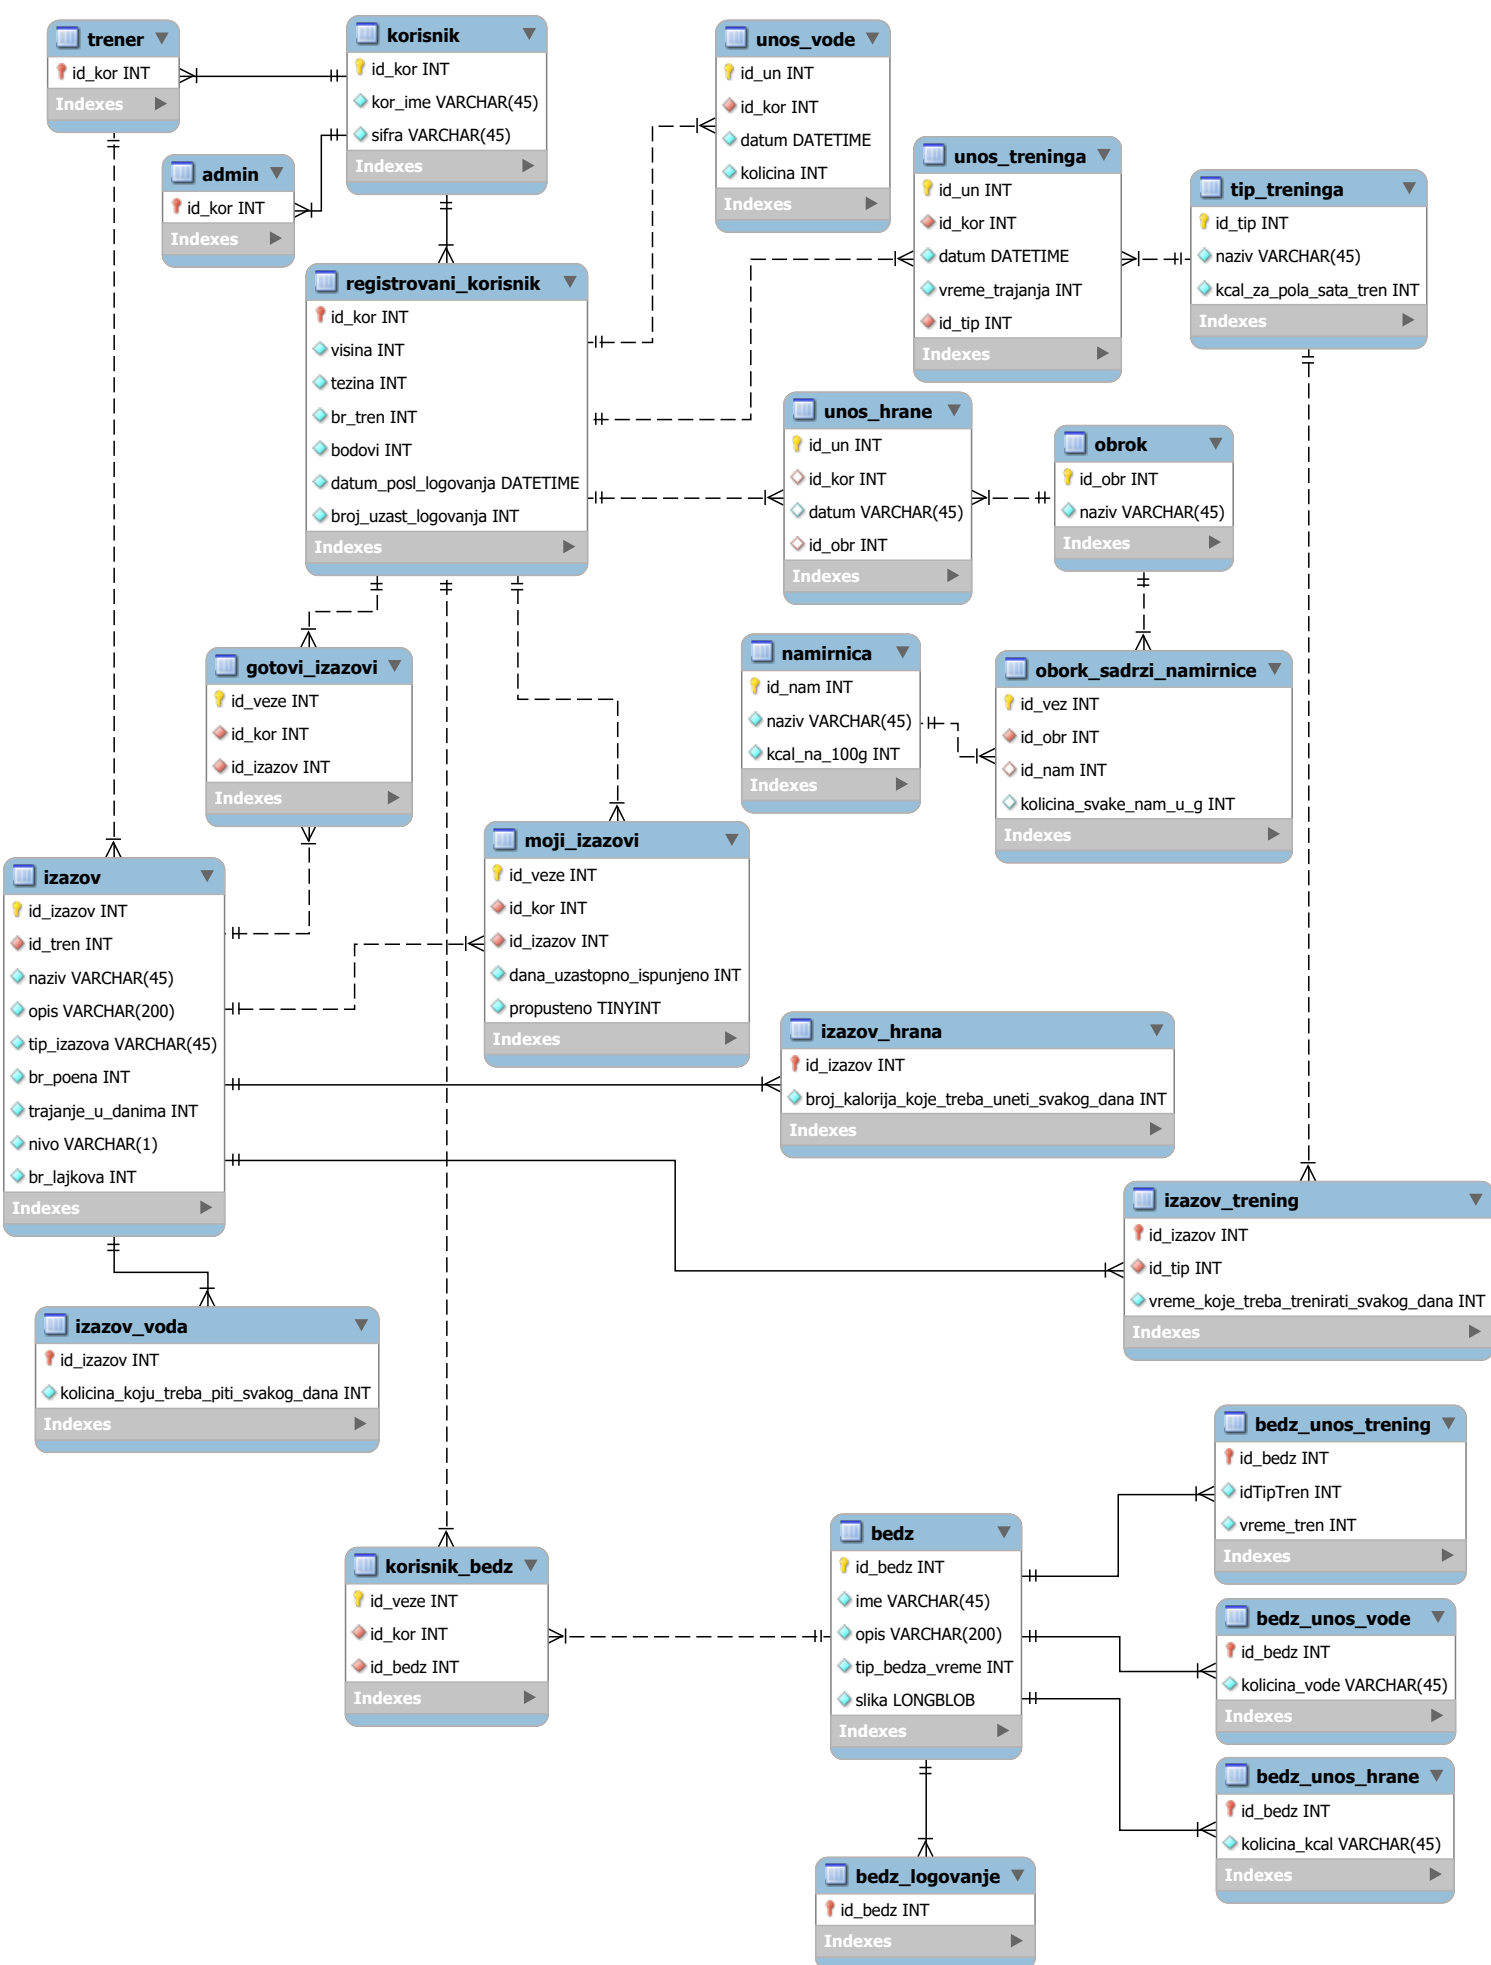 trener
id_kor INT
Indexes
korisnik
id_kor INT
kor_ime VARCHAR(45)
sifra VARCHAR(45)
Indexes
unos_vode
id_un INT
id_kor INT
datum DATETIME
kolicina INT
Indexes
admin
id_kor INT
Indexes
unos_treninga
id_un INT
id_kor INT
datum DATETIME
vreme_trajanja INT
id_tip INT
Indexes
tip_treninga
id_tip INT
naziv VARCHAR(45)
kcal_za_pola_sata_tren INT
Indexes
registrovani_korisnik
id_kor INT
visina INT
tezina INT
br_tren INT
bodovi INT
datum_posl_logovanja DATETIME
broj_uzast_logovanja INT
Indexes
unos_hrane
id_un INT
id_kor INT
datum VARCHAR(45)
id_obr INT
Indexes
obrok
id_obr INT
naziv VARCHAR(45)
Indexes
gotovi_izazovi
id_veze INT
id_kor INT
id_izazov INT
Indexes
namirnica
id_nam INT
naziv VARCHAR(45)
kcal_na_100g INT
Indexes
obork_sadrzi_namirnice
id_vez INT
id_obr INT
id_nam INT
kolicina_svake_nam_u_g INT
Indexes
moji_izazovi
id_veze INT
id_kor INT
id_izazov INT
dana_uzastopno_ispunjeno INT
propusteno TINYINT
Indexes
izazov
id_izazov INT
id_tren INT
naziv VARCHAR(45)
opis VARCHAR(200)
tip_izazova VARCHAR(45)
br_poena INT
trajanje_u_danima INT
nivo VARCHAR(1)
br_lajkova INT
Indexes
izazov_hrana
id_izazov INT
broj_kalorija_koje_treba_uneti_svakog_dana INT
Indexes
izazov_trening
id_izazov INT
id_tip INT
vreme_koje_treba_trenirati_svakog_dana INT
Indexes
izazov_voda
id_izazov INT
kolicina_koju_treba_piti_svakog_dana INT
Indexes
bedz_unos_trening
id_bedz INT
idTipTren INT
vreme_tren INT
Indexes
korisnik_bedz
id_veze INT
id_kor INT
id_bedz INT
Indexes
bedz
id_bedz INT
ime VARCHAR(45)
opis VARCHAR(200)
tip_bedza_vreme INT
slika LONGBLOB
Indexes
bedz_unos_vode
id_bedz INT
kolicina_vode VARCHAR(45)
Indexes
bedz_unos_hrane
id_bedz INT
kolicina_kcal VARCHAR(45)
Indexes
bedz_logovanje
id_bedz INT
Indexes